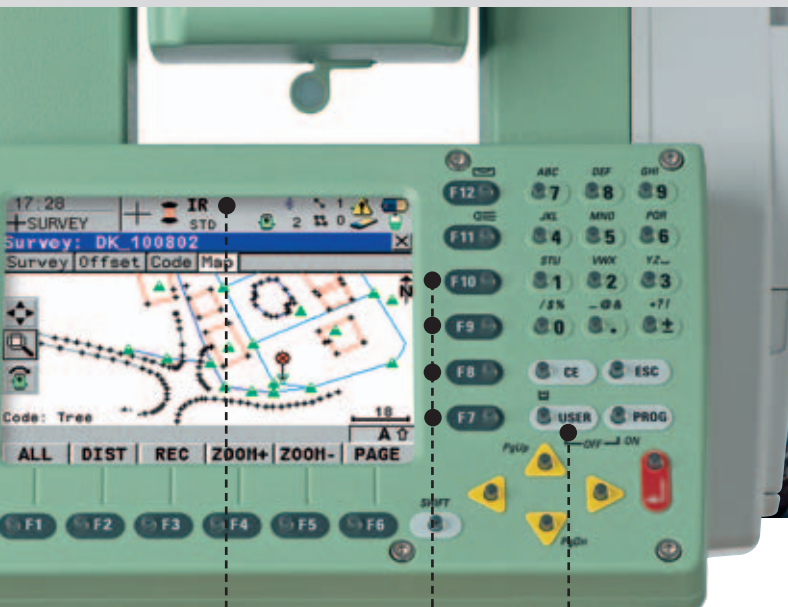 17:28
IR
1
+SURVEY
STD
2
0
Survey: DK_100802
Survey Offset Code Map
N
Code: Tree
18
A
ALL DIST REC ZOOM+ ZOOM- PAGE
F1 F2 F3 F4 F5 F6
SHIFT
F12
F11
F10
F9
F8
F7
ABC DEF GHI
7 8 9
JKL MNO PQR
4 5 6
STU VWX YZ_
1 2 3
/$% _@& *?!
0 . ±
CE ESC
USER PROG
OFF ON
PgUp
PgDn